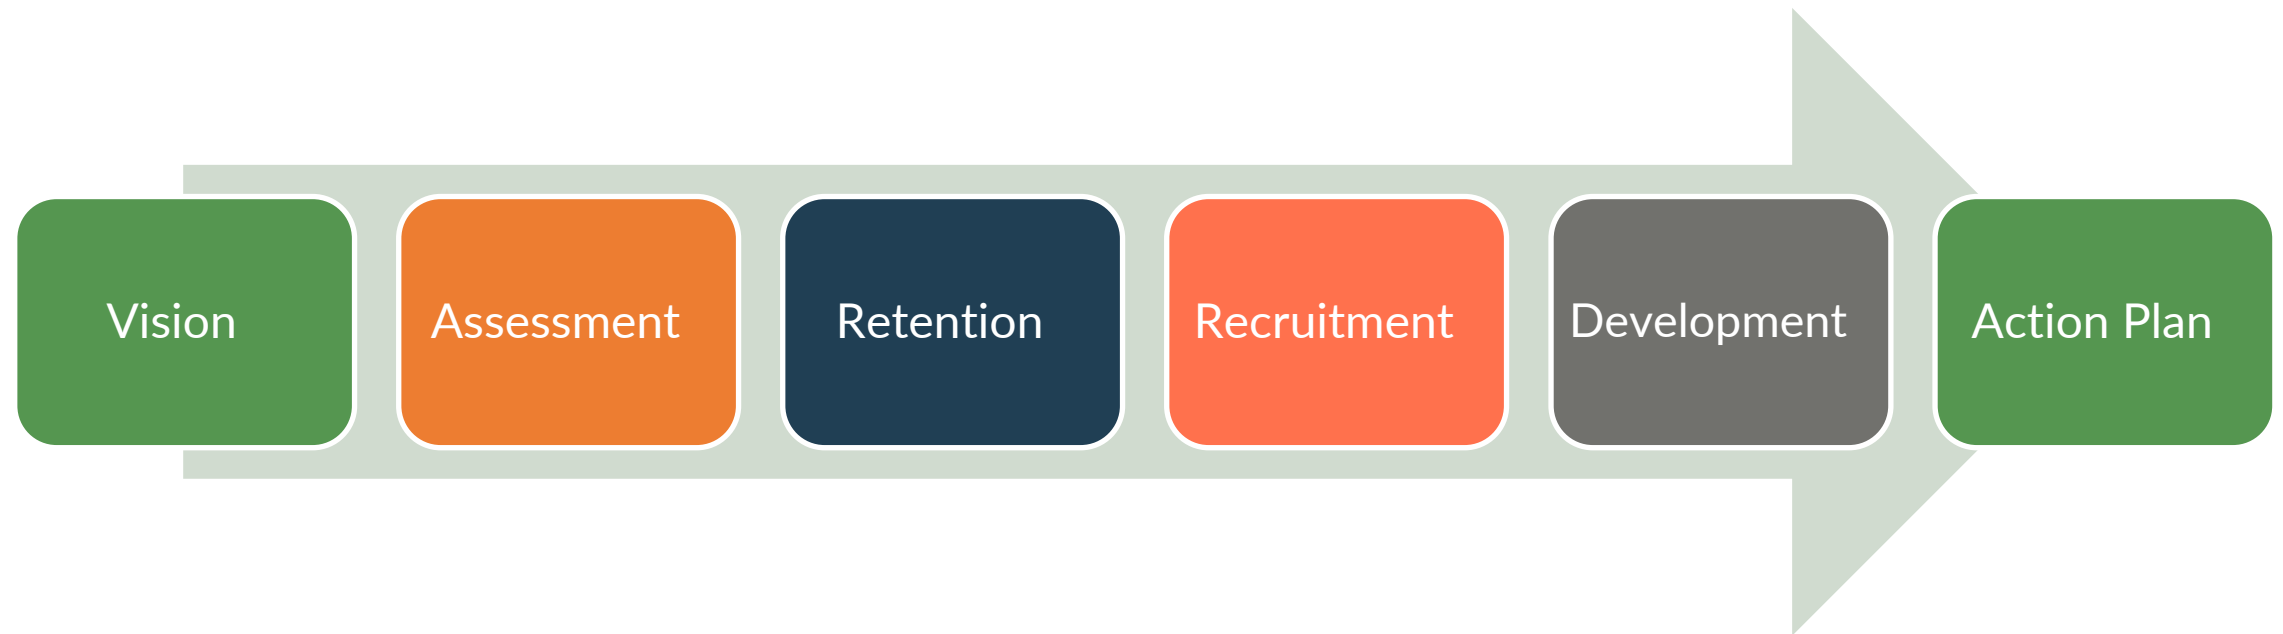 Vision
Assessment
Retention
Recruitment
Development
Action Plan